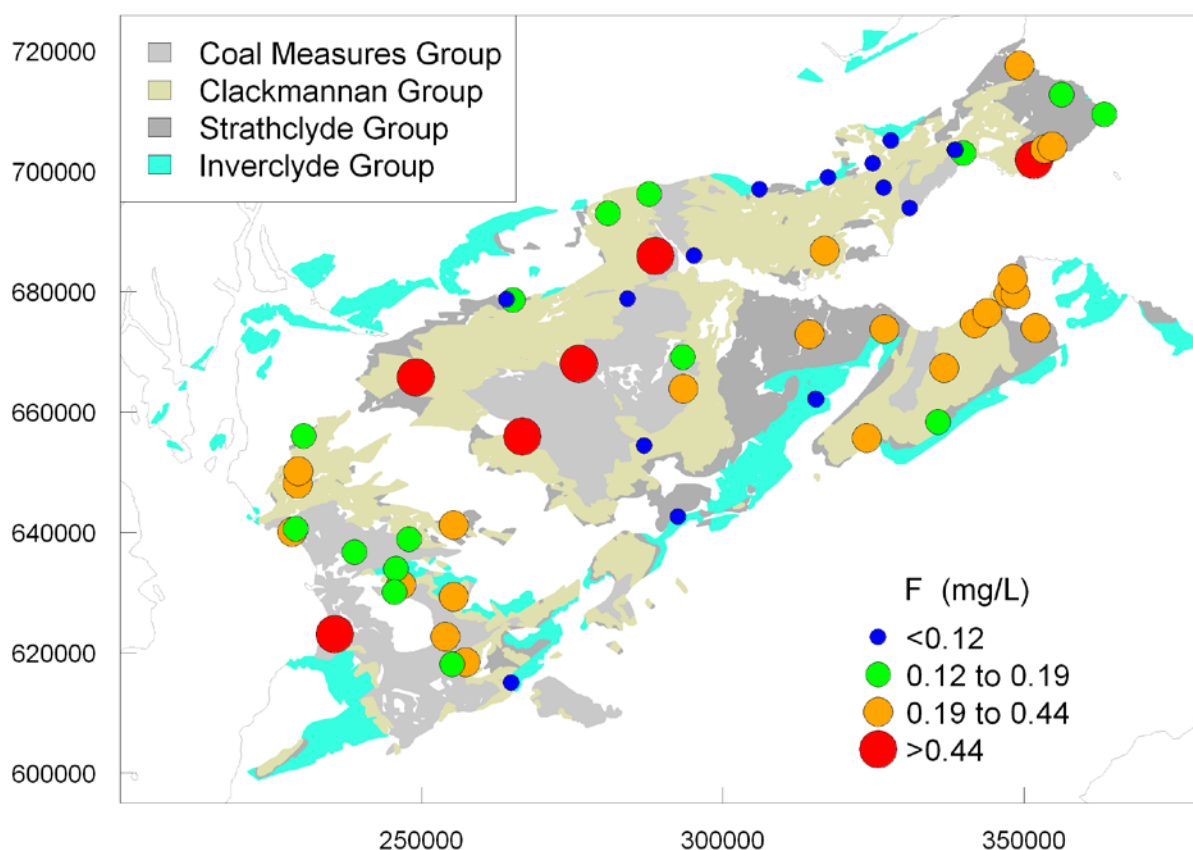 720000
700000
680000
660000
640000
620000
600000
Coal Measures Group
Clackmannan Group
Strathclyde Group
Inverclyde Group
F (mg/L)
<0.12
0.12 to 0.19
0.19 to 0.44
>0.44
250000
300000
350000